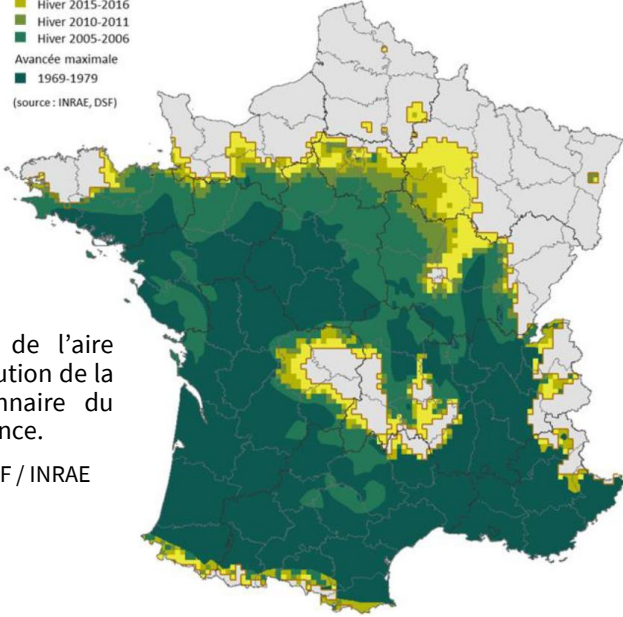 Hiver 2015-2016
Hiver 2010-2011
Hiver 2005-2006
Avancée maximale
1969-1979
(source : INRAE, DSF)
de l’aire
ution de la
nnaire du
nce.
F / INRAE